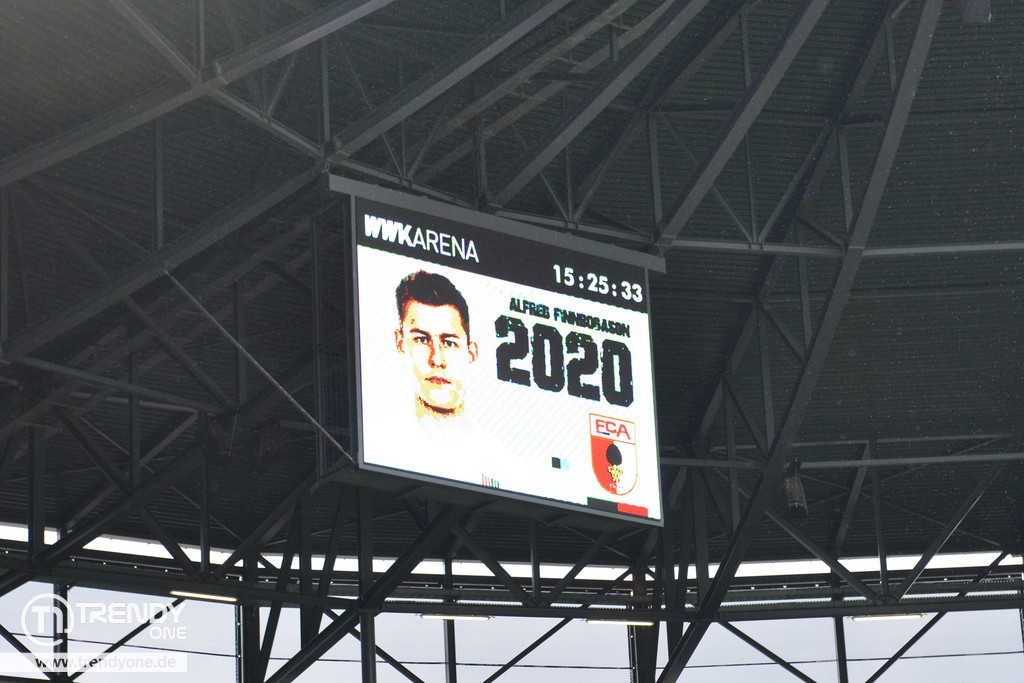 WWKARENA
15:25:33
ALFRED FINNBOGASON
2020
FCA
TRENDY
ONE
www.trendyone.de